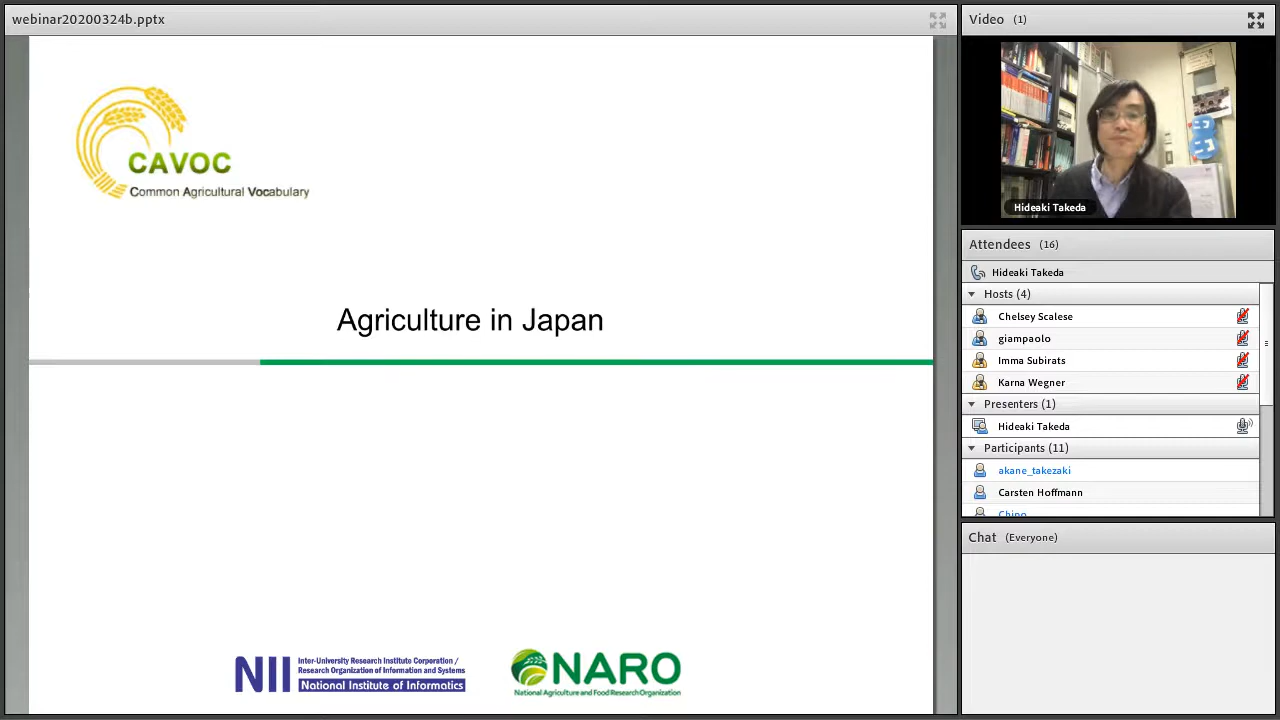 webinar20200324b.pptx
CAVOC
Common Agricultural Vocabulary
Agriculture in Japan
NII
Inter-University Research Institute Corporation /
Research Organization of Information and Systems
National Institute of Informatics
NARO
National Agriculture and Food Research Organization
Video (1)
Hideaki Takeda
Attendees (16)
Hideaki Takeda
Hosts (4)
Chelsey Scalese
giampaolo
Imma Subirats
Karna Wegner
Presenters (1)
Hideaki Takeda
Participants (11)
akane_takezaki
Carsten Hoffmann
Chat (Everyone)